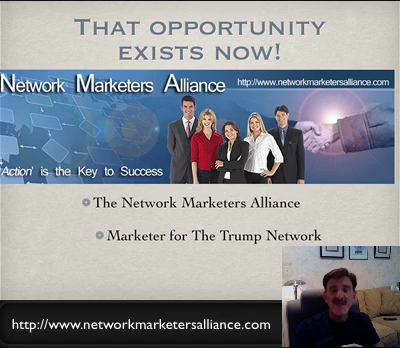 THAT OPPORTUNITY
EXISTS NOW!
Network Marketers Alliance
http://www.networkmarketersalliance.com
'Action' is the Key to Success
The Network Marketers Alliance
Marketer for The Trump Network
http://www.networkmarketersalliance.com